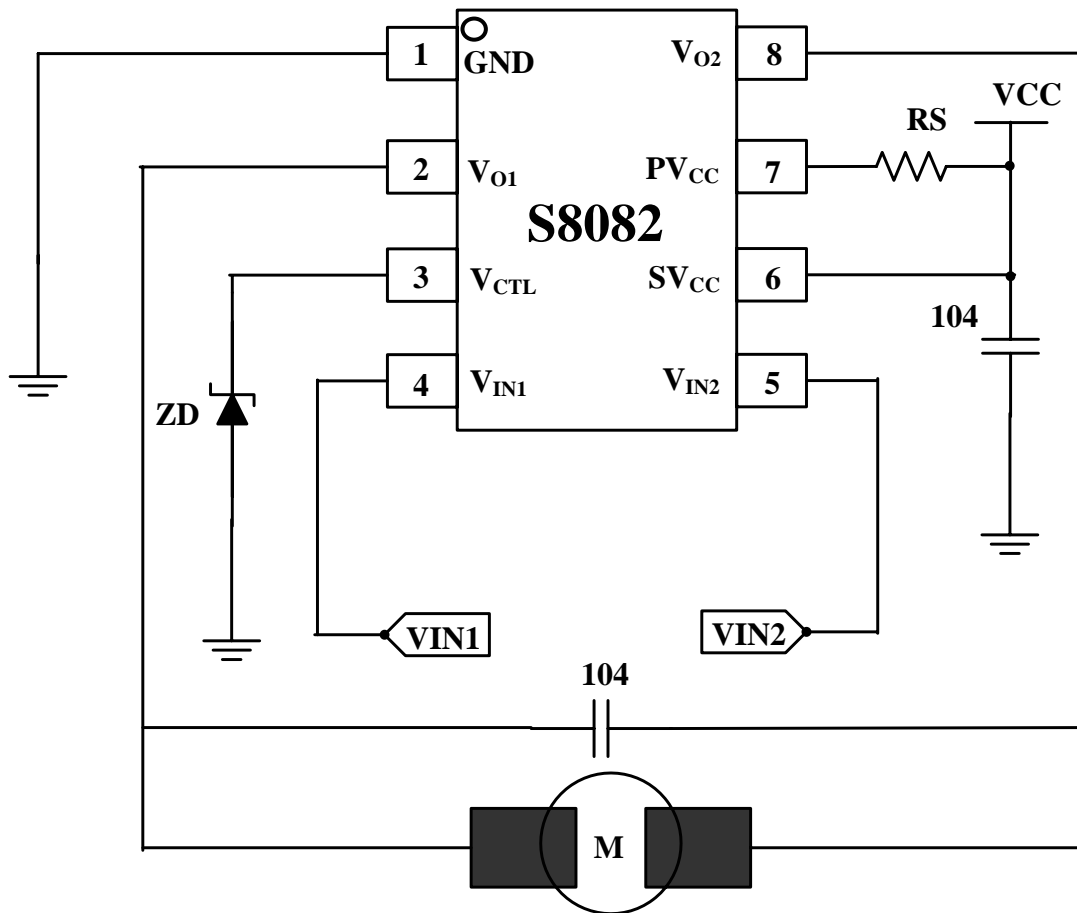 1
GND
VO2
8
VCC
RS
2
VO1
PVCC
7
S8082
3
VCTL
SVCC
6
104
4
VIN1
VIN2
5
ZD
VIN1
VIN2
104
M